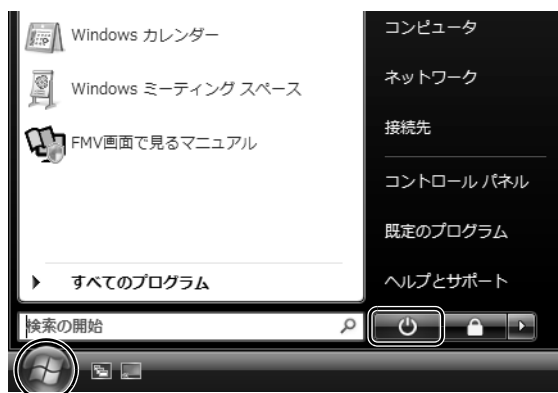 Windows カレンダー
Windows ミーティング スペース
FMV画面で見るマニュアル
すべてのプログラム
検索の開始
コンピュータ
ネットワーク
接続先
コントロール パネル
既定のプログラム
ヘルプとサポート